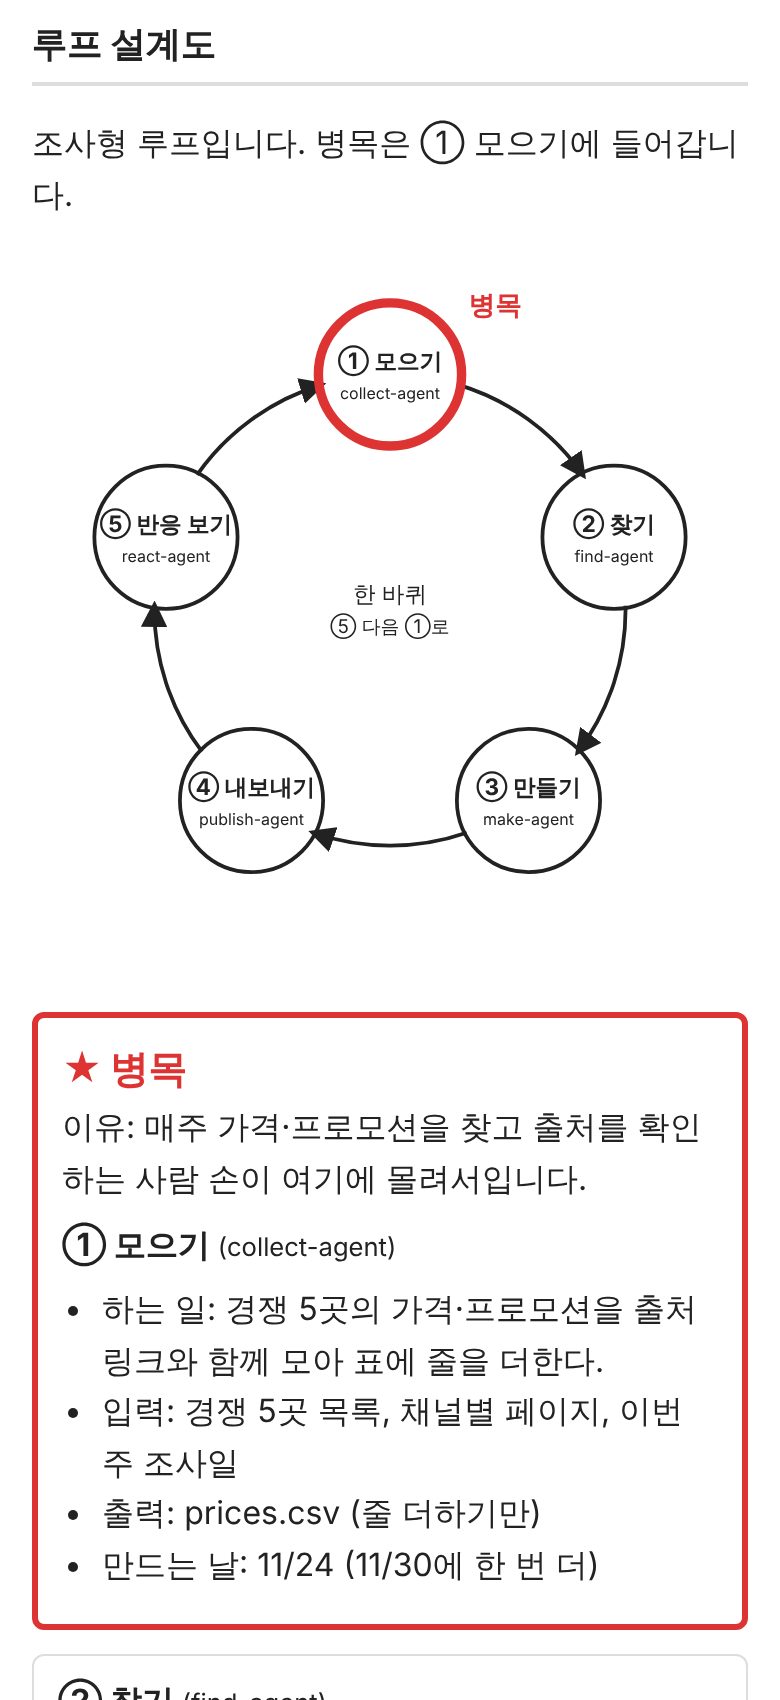 루프 설계도
조사형 루프입니다. 병목은 ① 모으기에 들어갑니
다.
병목
① 모으기
collect-agent
⑤ 반응 보기
react-agent
② 찾기
find-agent
한 바퀴
⑤ 다음 ①로
④ 내보내기
publish-agent
③ 만들기
make-agent
★ 병목
이유: 매주 가격·프로모션을 찾고 출처를 확인
하는 사람 손이 여기에 몰려서입니다.
① 모으기 (collect-agent)
• 하는 일: 경쟁 5곳의 가격·프로모션을 출처
링크와 함께 모아 표에 줄을 더한다.
• 입력: 경쟁 5곳 목록, 채널별 페이지, 이번
주 조사일
• 출력: prices.csv (줄 더하기만)
• 만드는 날: 11/24 (11/30에 한 번 더)
② 찾기 (find-agent)